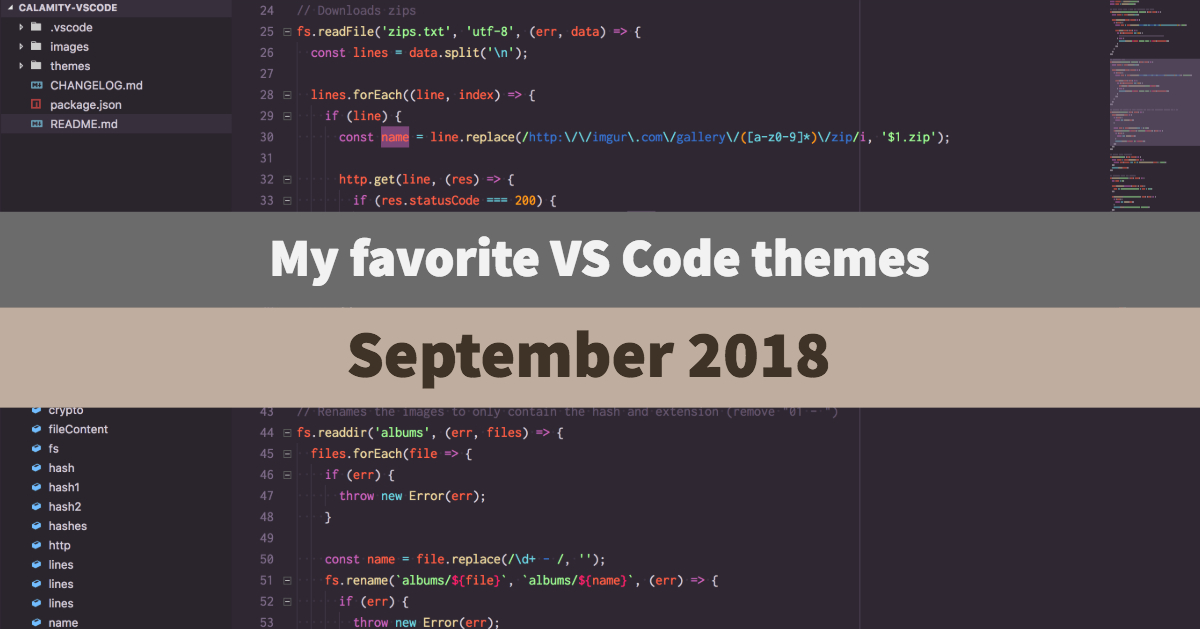 CALAMITY-VSCODE
.vscode
images
themes
CHANGELOG.md
package.json
README.md
24 // Downloads zips
25 fs.readFile('zips.txt', 'utf-8', (err, data) => {
26 const lines = data.split('\n');
27
28 lines.forEach((line, index) => {
29 if (line) {
30 const name = line.replace(/http:\/\/imgur\.com\/gallery\/([a-z0-9]*)\/zip/i, '$1.zip');
31
32 http.get(line, (res) => {
33 if (res.statusCode === 200) {
My favorite VS Code themes
September 2018
crypto
fileContent
fs
hash
hash1
hash2
hashes
http
lines
lines
lines
name
43 // Renames the images to only contain the hash and extension (remove "01 - ")
44 fs.readdir('albums', (err, files) => {
45 files.forEach(file => {
46 if (err) {
47 throw new Error(err);
48 }
49
50 const name = file.replace(/\d+ - /, '');
51 fs.rename(`albums/${file}`, `albums/${name}`, (err) => {
52 if (err) {
53 throw new Error(err);